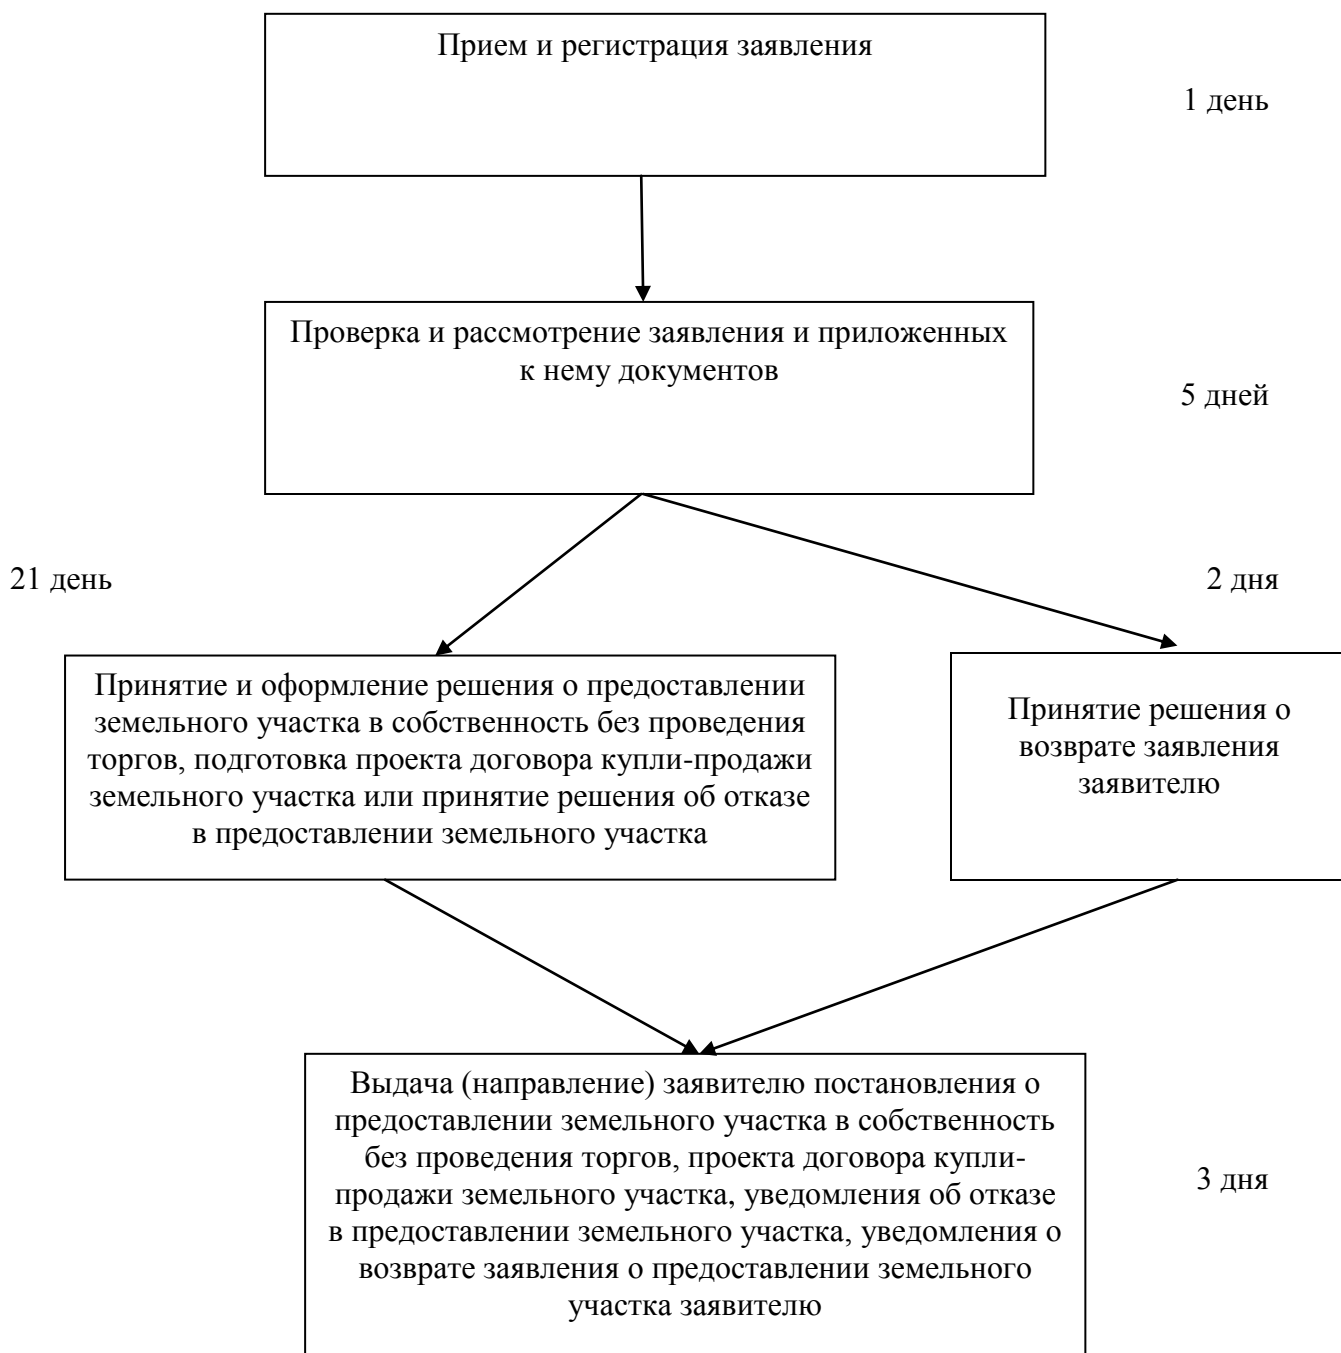 Прием и регистрация заявления
1 день
Проверка и рассмотрение заявления и приложенных
к нему документов
5 дней
21 день
2 дня
Принятие и оформление решения о предоставлении
земельного участка в собственность без проведения
торгов, подготовка проекта договора купли-продажи
земельного участка или принятие решения об отказе
в предоставлении земельного участка
Принятие решения о
возврате заявления
заявителю
Выдача (направление) заявителю постановления о
предоставлении земельного участка в собственность
без проведения торгов, проекта договора купли-
продажи земельного участка, уведомления об отказе
в предоставлении земельного участка, уведомления о
возврате заявления о предоставлении земельного
участка заявителю
3 дня